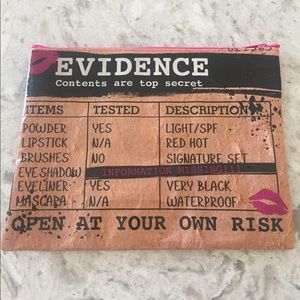 EVIDENCE
Contents are top secret
ITEMS TESTED DESCRIPTION
POWDER YES LIGHT/SPF
LIPSTICK N/A RED HOT
BRUSHES NO SIGNATURE SET
EYE SHADOW INFORMATION MISSING!!!
EYELINER YES VERY BLACK
MASCARA N/A WATERPROOF
OPEN AT YOUR OWN RISK